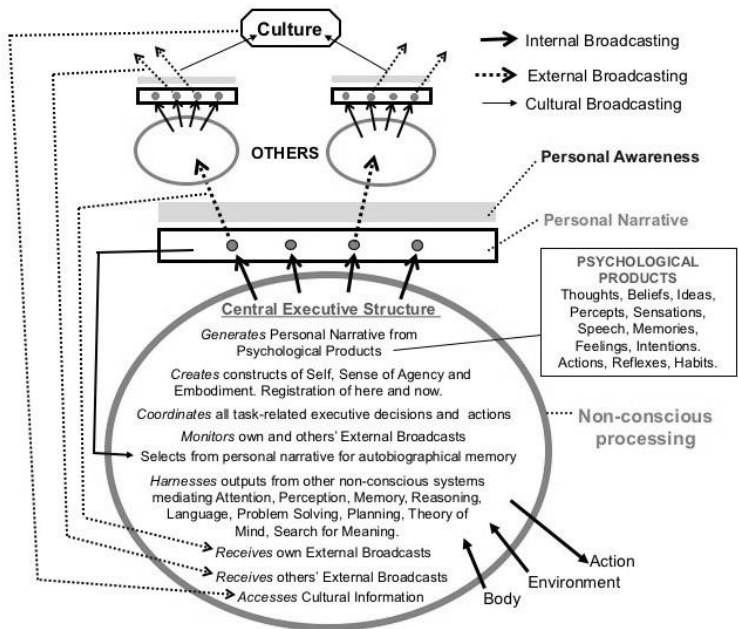 Culture
Internal Broadcasting
External Broadcasting
Cultural Broadcasting
OTHERS
Personal Awareness
Personal Narrative
PSYCHOLOGICAL
PRODUCTS
Thoughts, Beliefs, Ideas,
Percepts, Sensations,
Speech, Memories,
Feelings, Intentions.
Actions, Reflexes, Habits.
Central Executive Structure
Generates Personal Narrative from
Psychological Products
Creates constructs of Self, Sense of Agency and
Embodiment. Registration of here and now.
Coordinates all task-related executive decisions and actions
Monitors own and others' External Broadcasts
Selects from personal narrative for autobiographical memory
Harnesses outputs from other non-conscious systems
mediating Attention, Perception, Memory, Reasoning,
Language, Problem Solving, Planning, Theory of
Mind, Search for Meaning.
Receives own External Broadcasts
Receives others' External Broadcasts
Accesses Cultural Information
Non-conscious
processing
Action
Environment
Body